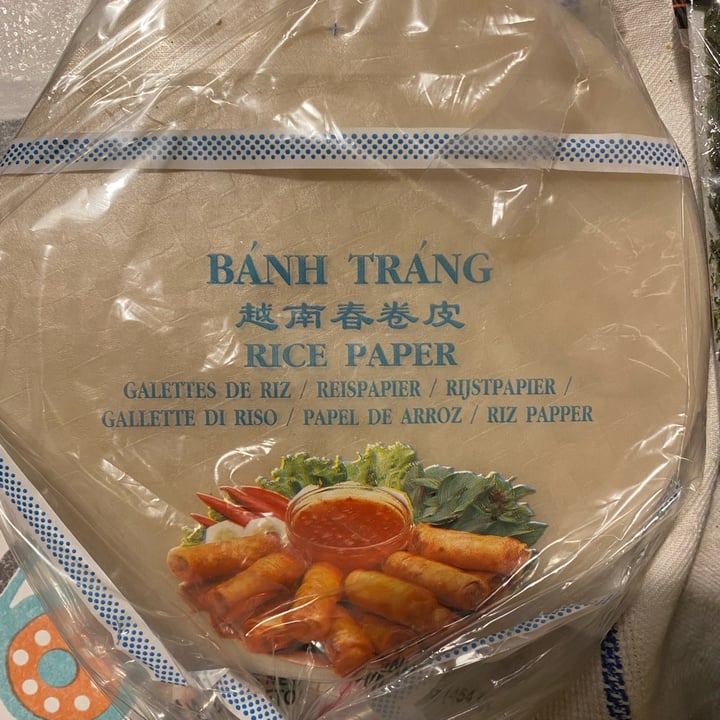 BÁNH TRÁNG
越南春卷皮
RICE PAPER
GALETTES DE RIZ / REISPAPIER / RIJSTPAPIER /
GALLETTE DI RISO / PAPEL DE ARROZ / RIZ PAPPER